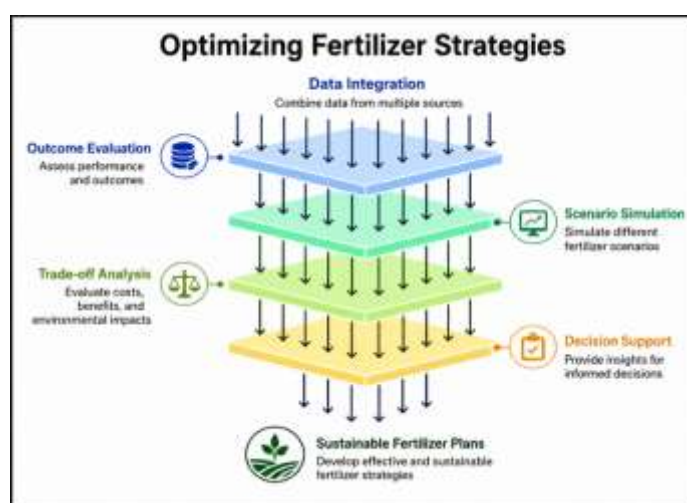 Optimizing Fertilizer Strategies
Data Integration
Combine data from multiple sources
Outcome Evaluation
Assess performance
and outcomes
Scenario Simulation
Simulate different
fertilizer scenarios
Trade-off Analysis
Evaluate costs,
benefits, and
environmental impacts
Decision Support
Provide insights for
informed decisions
Sustainable Fertilizer Plans
Develop effective and sustainable
fertilizer strategies